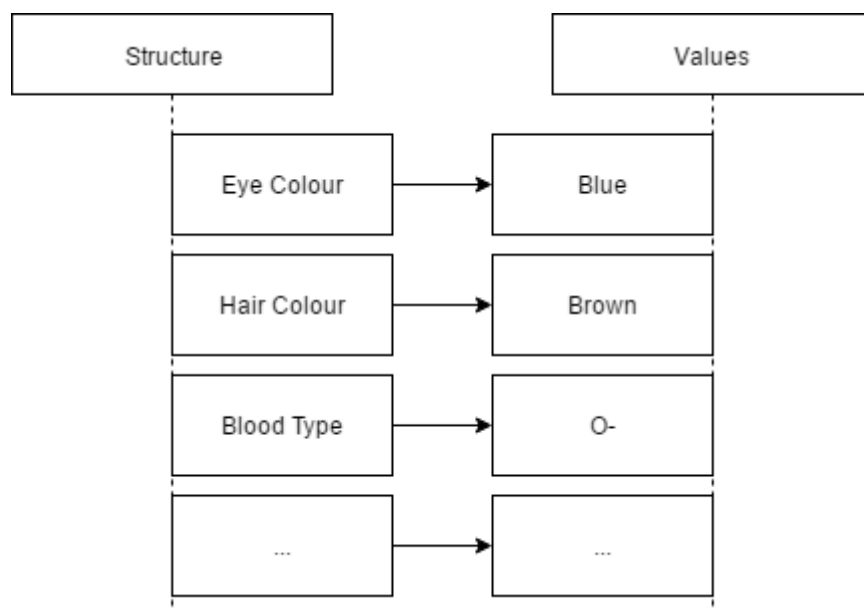 Structure
Values
Eye Colour
Blue
Hair Colour
Brown
Blood Type
O-
...
...